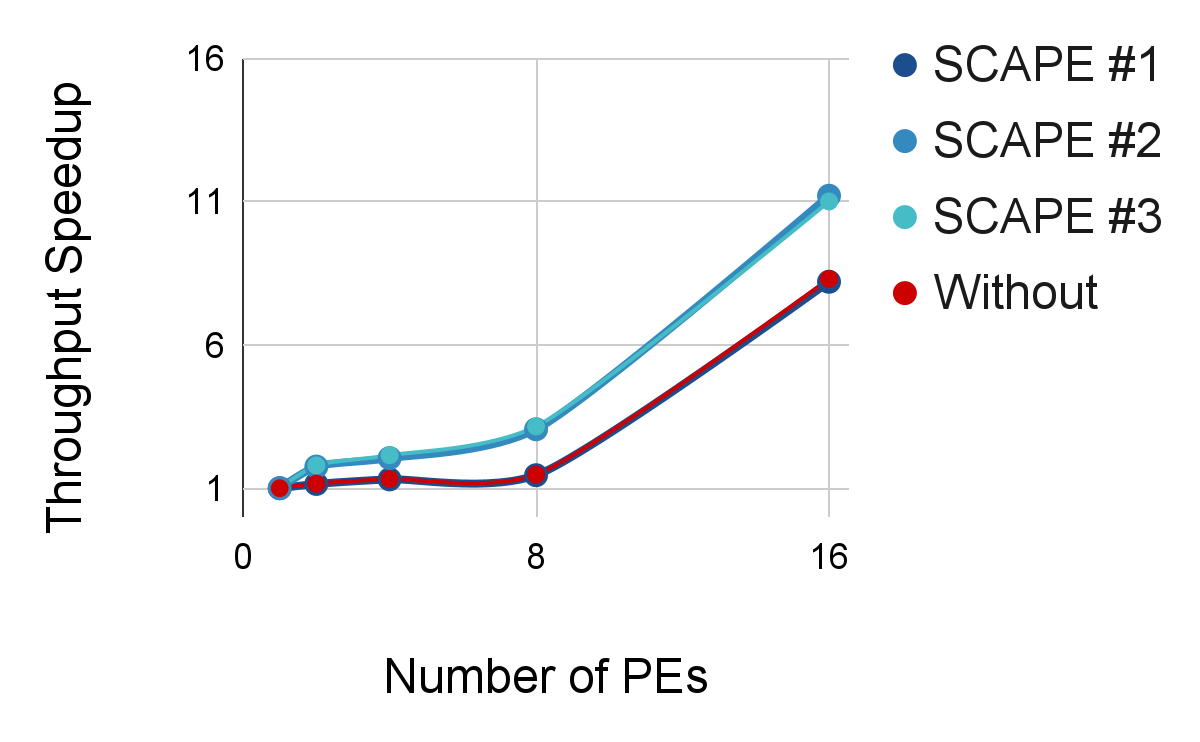 Throughput Speedup
16
11
6
1
0
8
16
Number of PEs
SCAPE #1
SCAPE #2
SCAPE #3
Without